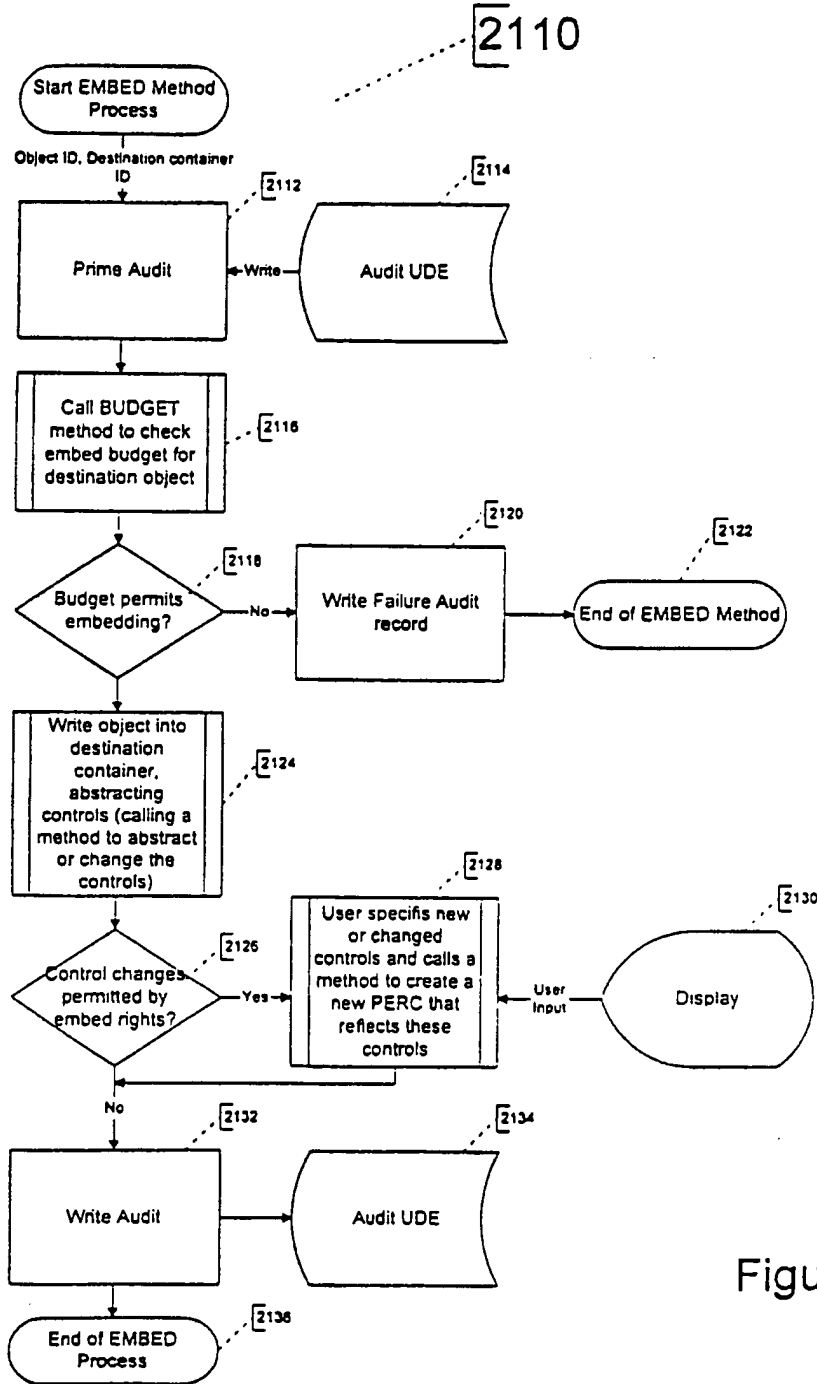 2110
Start EMBED Method
Process
Object ID, Destination container
ID
2112
2114
Prime Audit
Write
Audit UDE
Call BUDGET
method to check
embed budget for
destination object
2116
2118
Budget permits
embedding?
No
2120
Write Failure Audit
record
2122
End of EMBED Method
Write object into
destination
container,
abstracting
controls (calling a
method to abstract
or change the
controls)
2124
2126
Control changes
permitted by
embed rights?
Yes
2128
User specifis new
or changed
controls and calls a
method to create a
new PERC that
reflects these
controls
User
Input
2130
Display
No
2132
Write Audit
2134
Audit UDE
End of EMBED
Process
2136
Figu